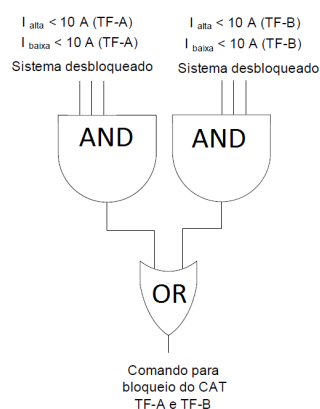 I alta < 10 A (TF-A)
I baixa < 10 A (TF-A)
Sistema desbloqueado
I alta < 10 A (TF-B)
I baixa < 10 A (TF-B)
Sistema desbloqueado
AND
AND
OR
Comando para
bloqueio do CAT
TF-A e TF-B